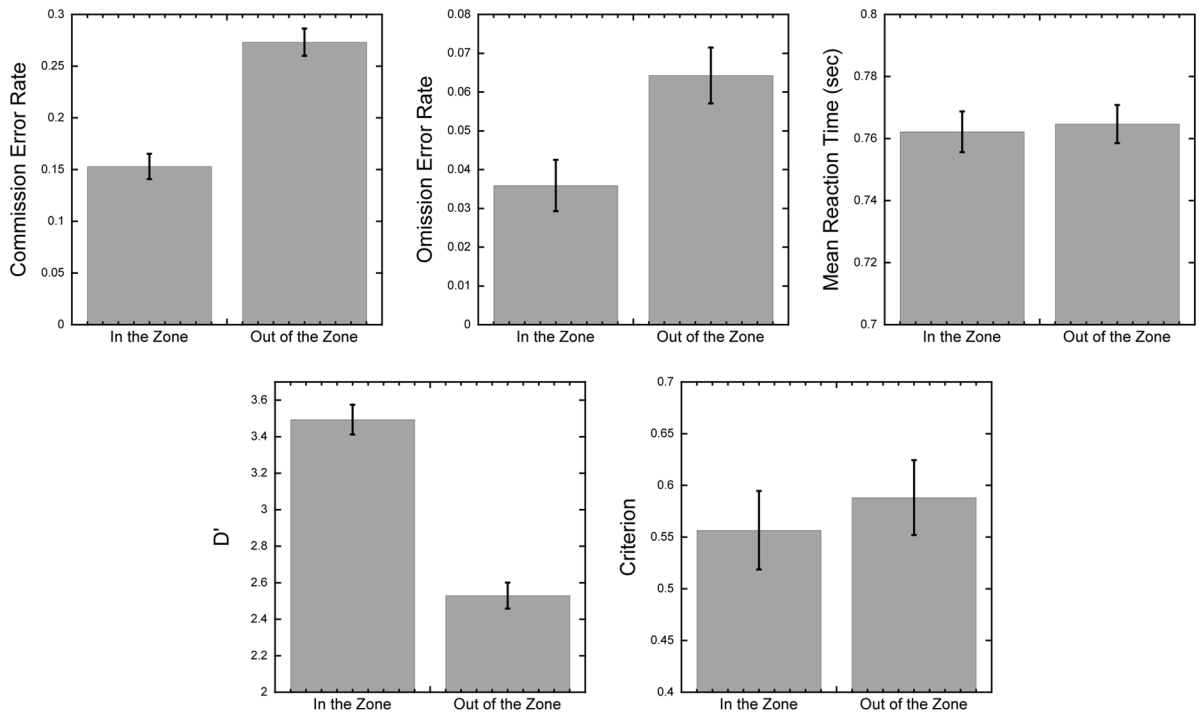 Commission Error Rate
0.3
0.25
0.2
0.15
0.1
0.05
0
In the Zone
Out of the Zone
Omission Error Rate
0.08
0.07
0.06
0.05
0.04
0.03
0.02
0.01
0
In the Zone
Out of the Zone
Mean Reaction Time (sec)
0.8
0.78
0.76
0.74
0.72
0.7
In the Zone
Out of the Zone
D'
3.6
3.4
3.2
3
2.8
2.6
2.4
2.2
2
In the Zone
Out of the Zone
Criterion
0.7
0.65
0.6
0.55
0.5
0.45
0.4
In the Zone
Out of the Zone